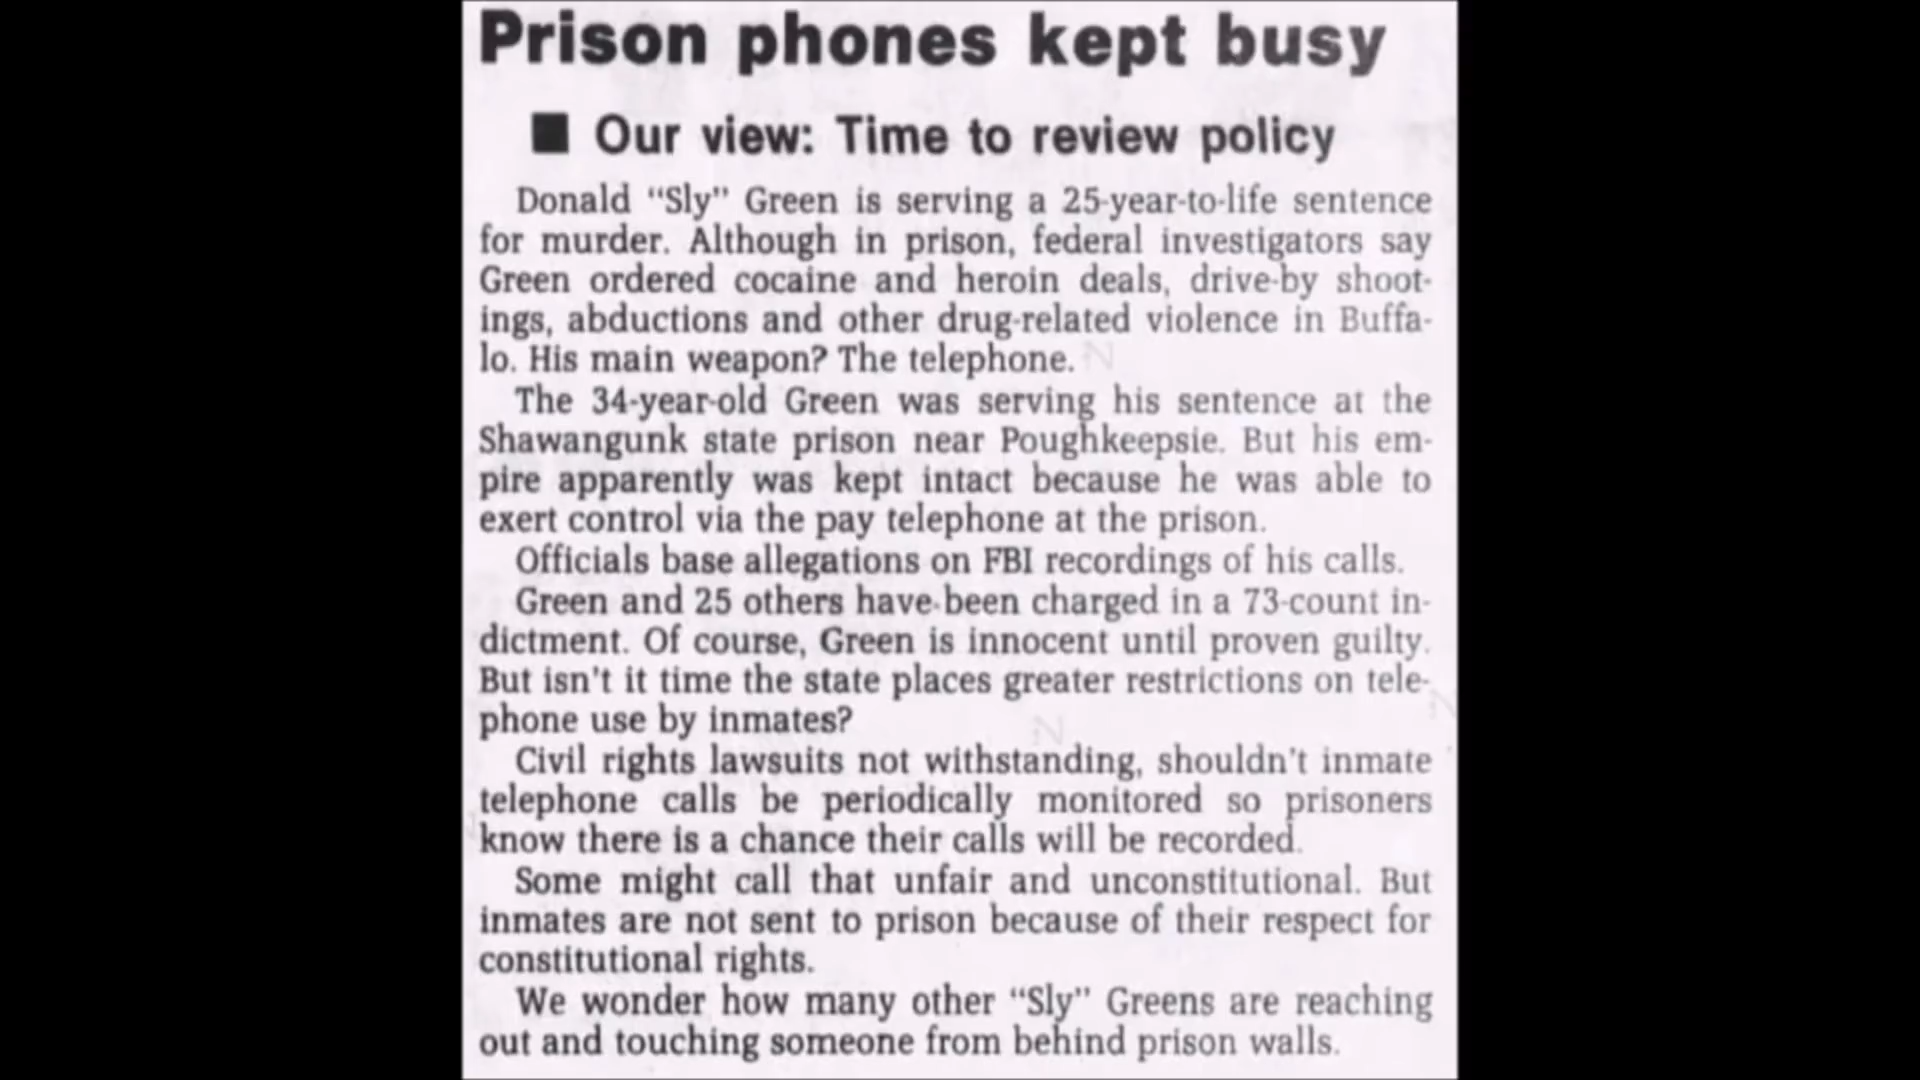 Prison phones kept busy
■ Our view: Time to review policy
Donald "Sly" Green is serving a 25-year-to-life sentence
for murder. Although in prison, federal investigators say
Green ordered cocaine and heroin deals, drive-by shoot-
ings, abductions and other drug-related violence in Buffa-
lo. His main weapon? The telephone.
The 34-year-old Green was serving his sentence at the
Shawangunk state prison near Poughkeepsie. But his em-
pire apparently was kept intact because he was able to
exert control via the pay telephone at the prison.
Officials base allegations on FBI recordings of his calls.
Green and 25 others have been charged in a 73-count in-
dictment. Of course, Green is innocent until proven guilty.
But isn't it time the state places greater restrictions on tele-
phone use by inmates?
Civil rights lawsuits not withstanding, shouldn't inmate
telephone calls be periodically monitored so prisoners
know there is a chance their calls will be recorded.
Some might call that unfair and unconstitutional. But
inmates are not sent to prison because of their respect for
constitutional rights.
We wonder how many other "Sly" Greens are reaching
out and touching someone from behind prison walls.